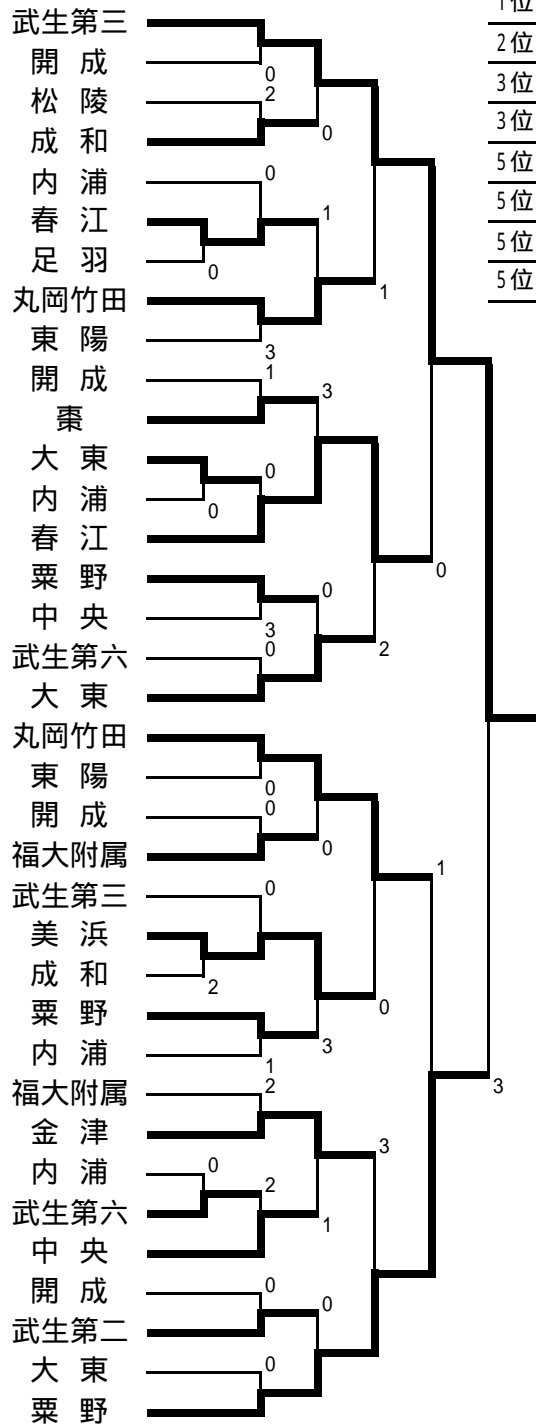 1位
2位
3位
3位
5位
5位
5位
5位
武生第三
開 成
松 陵
成 和
内 浦
春 江
足 羽
丸岡竹田
東 陽
開 成
棗
大 東
内 浦
春 江
粟 野
中 央
武生第六
大 東
丸岡竹田
東 陽
開 成
福大附属
武生第三
美 浜
成 和
粟 野
内 浦
福大附属
金 津
内 浦
武生第六
中 央
開 成
武生第二
大 東
粟 野
0
2
0
0
1
0
1
3
1
3
0
0
0
0
3
0
2
0
0
0
1
0
2
0
3
1
3
2
3
0
2
1
0
0
0